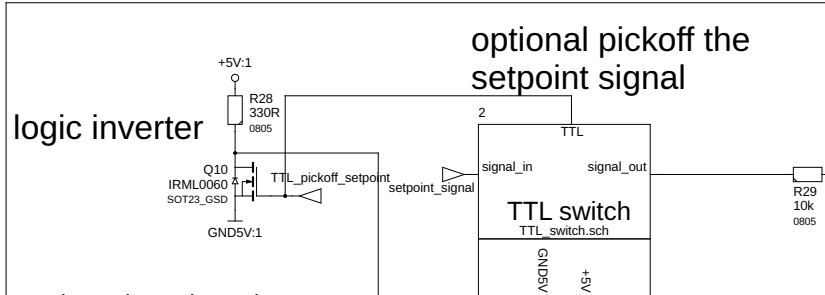 optional pickoff the
setpoint signal
+5V:1
R28
330R
0805
logic inverter
2
TTL
Q10
IRML0060
SOT23_GSD
TTL_pickoff_setpoint
setpoint_signal
signal_in
signal_out
R29
10k
0805
TTL switch
TTL_switch.sch
GND5V:1
GND5V
+5V